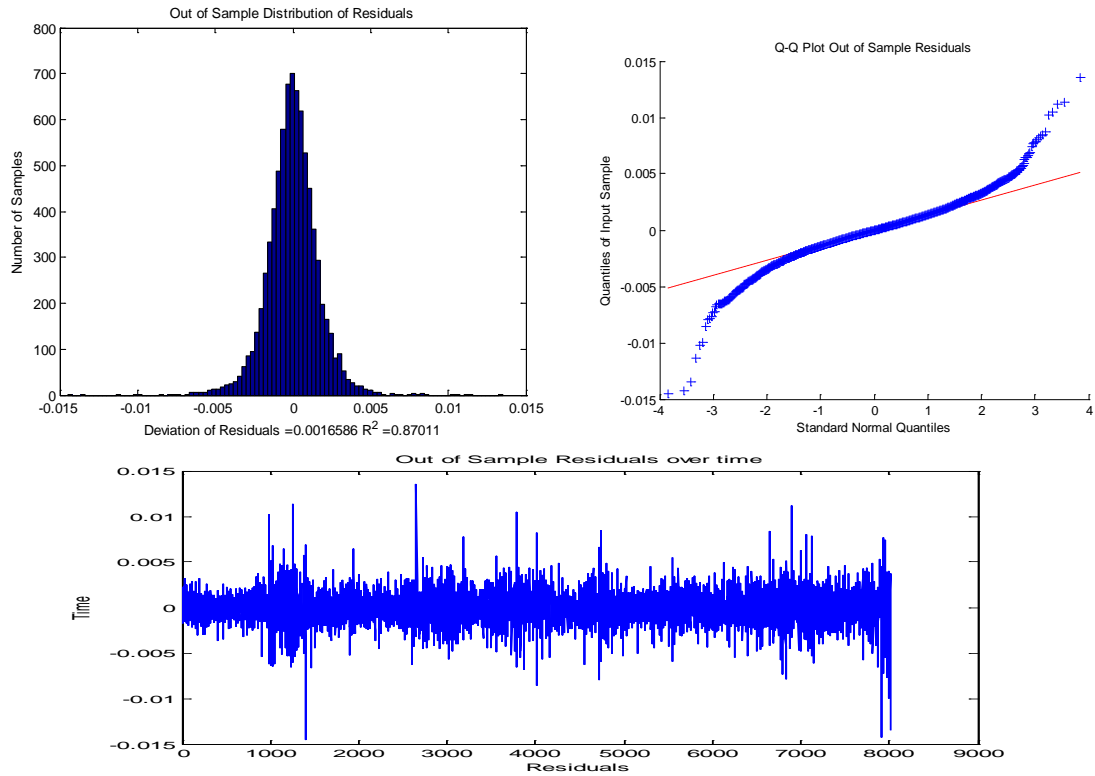 Out of Sample Distribution of Residuals
800
700
600
500
400
300
200
100
0
-0.015 -0.01 -0.005 0 0.005 0.01 0.015
Number of Samples
Deviation of Residuals =0.0016586 R² =0.87011
Q-Q Plot Out of Sample Residuals
0.015
0.01
0.005
0
-0.005
-0.01
-0.015
-4 -3 -2 -1 0 1 2 3 4
Quantiles of Input Sample
Standard Normal Quantiles
Out of Sample Residuals over time
0.015
0.01
0.005
0
-0.005
-0.01
-0.015
0 1000 2000 3000 4000 5000 6000 7000 8000 9000
Time
Residuals